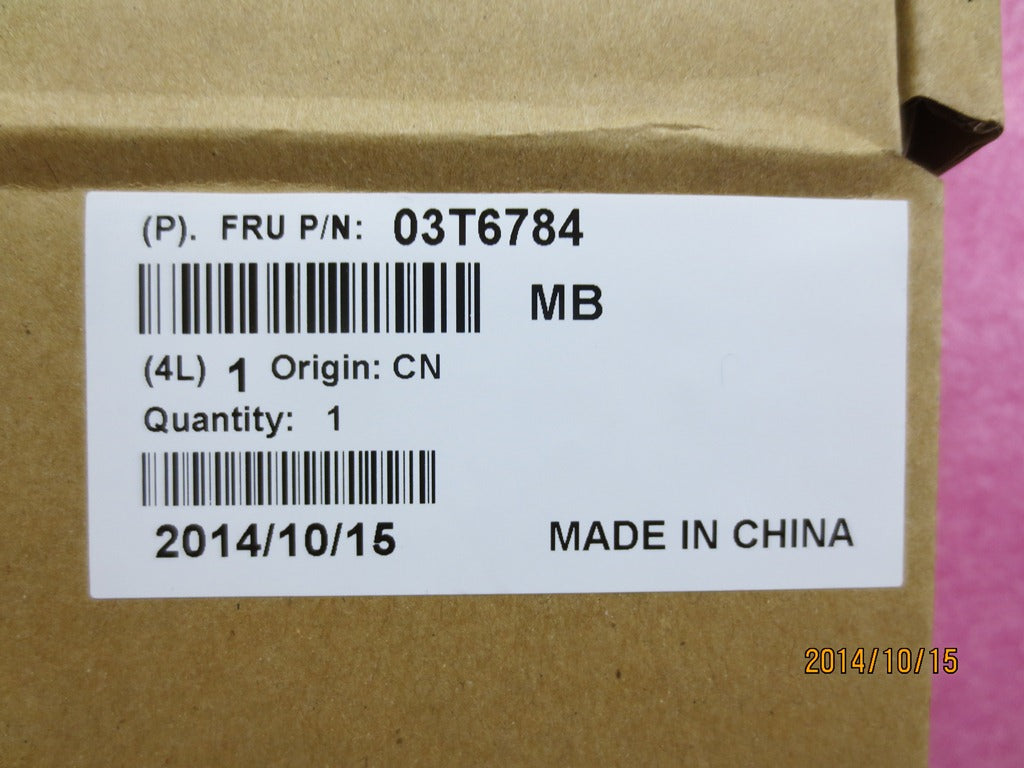 (P). FRU P/N: 03T6784
MB
(4L) 1 Origin: CN
Quantity: 1
2014/10/15 MADE IN CHINA
2014/10/15